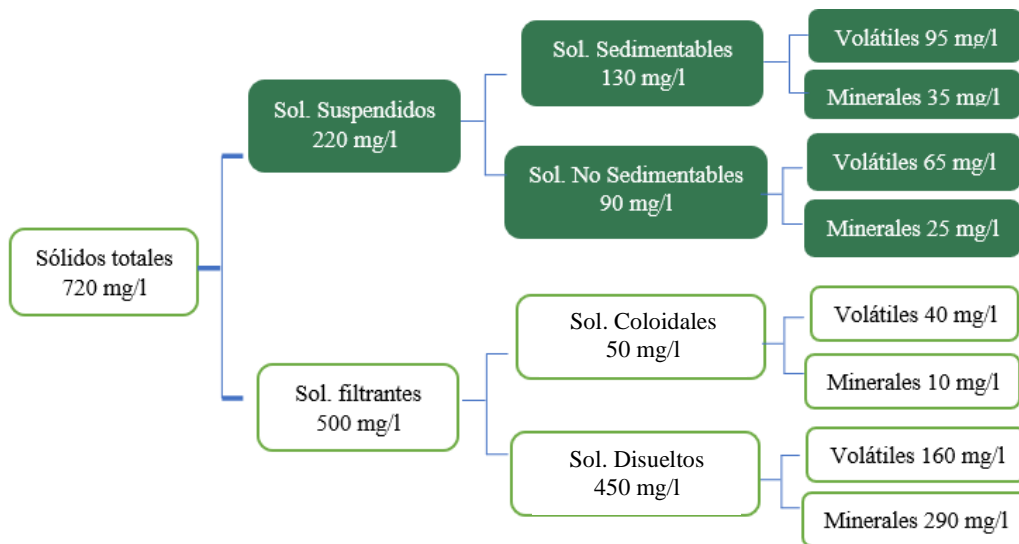 Sólidos totales
720 mg/l
Sol. Suspendidos
220 mg/l
Sol. Sedimentables
130 mg/l
Volátiles 95 mg/l
Minerales 35 mg/l
Sol. No Sedimentables
90 mg/l
Volátiles 65 mg/l
Minerales 25 mg/l
Sol. filtrantes
500 mg/l
Sol. Coloidales
50 mg/l
Volátiles 40 mg/l
Minerales 10 mg/l
Sol. Disueltos
450 mg/l
Volátiles 160 mg/l
Minerales 290 mg/l